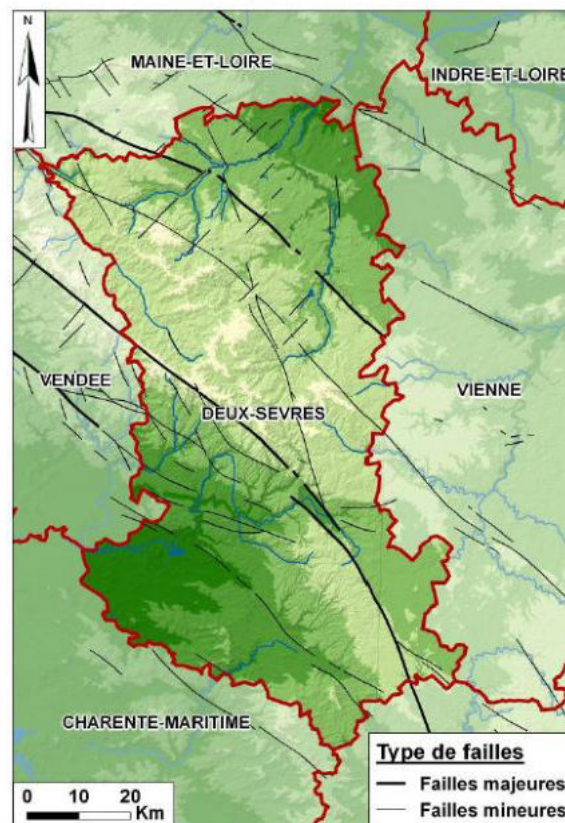 N
MAINE-ET-LOIRE
INDRE-ET-LOIRE
VENDEE
DEUX-SEVRES
VIENNE
CHARENTE-MARITIME
Type de failles
Failles majeures
Failles mineures
0 10 20
Km